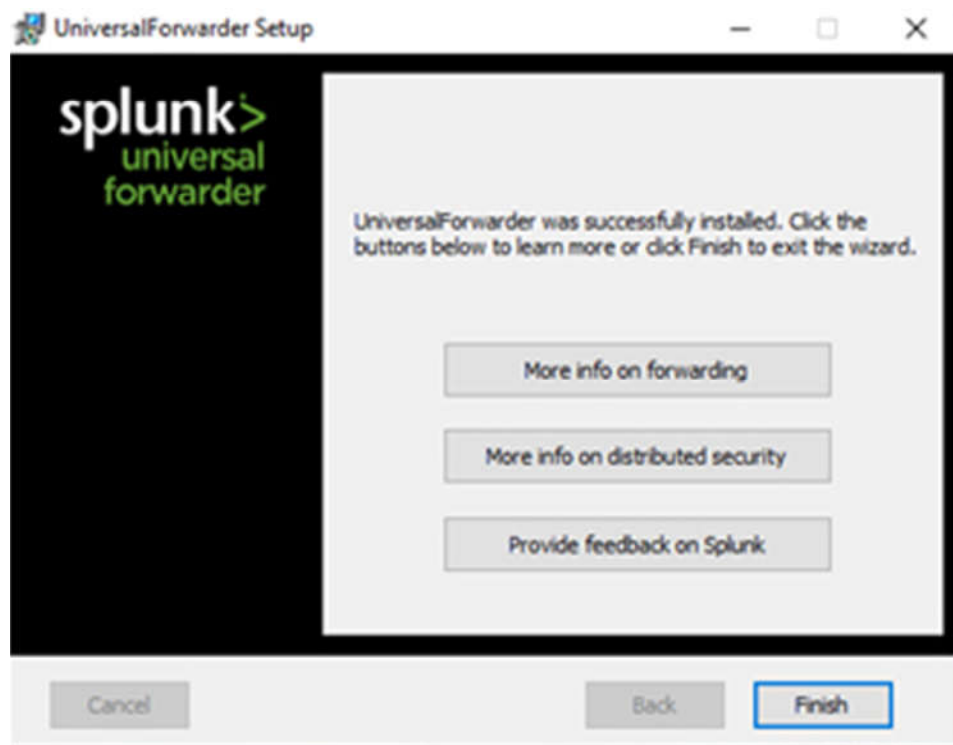 UniversalForwarder Setup
splunk>
universal
forwarder
UniversalForwarder was successfully installed. Click the
buttons below to learn more or click Finish to exit the wizard.
More info on forwarding
More info on distributed security
Provide feedback on Splunk
Cancel
Back
Finish